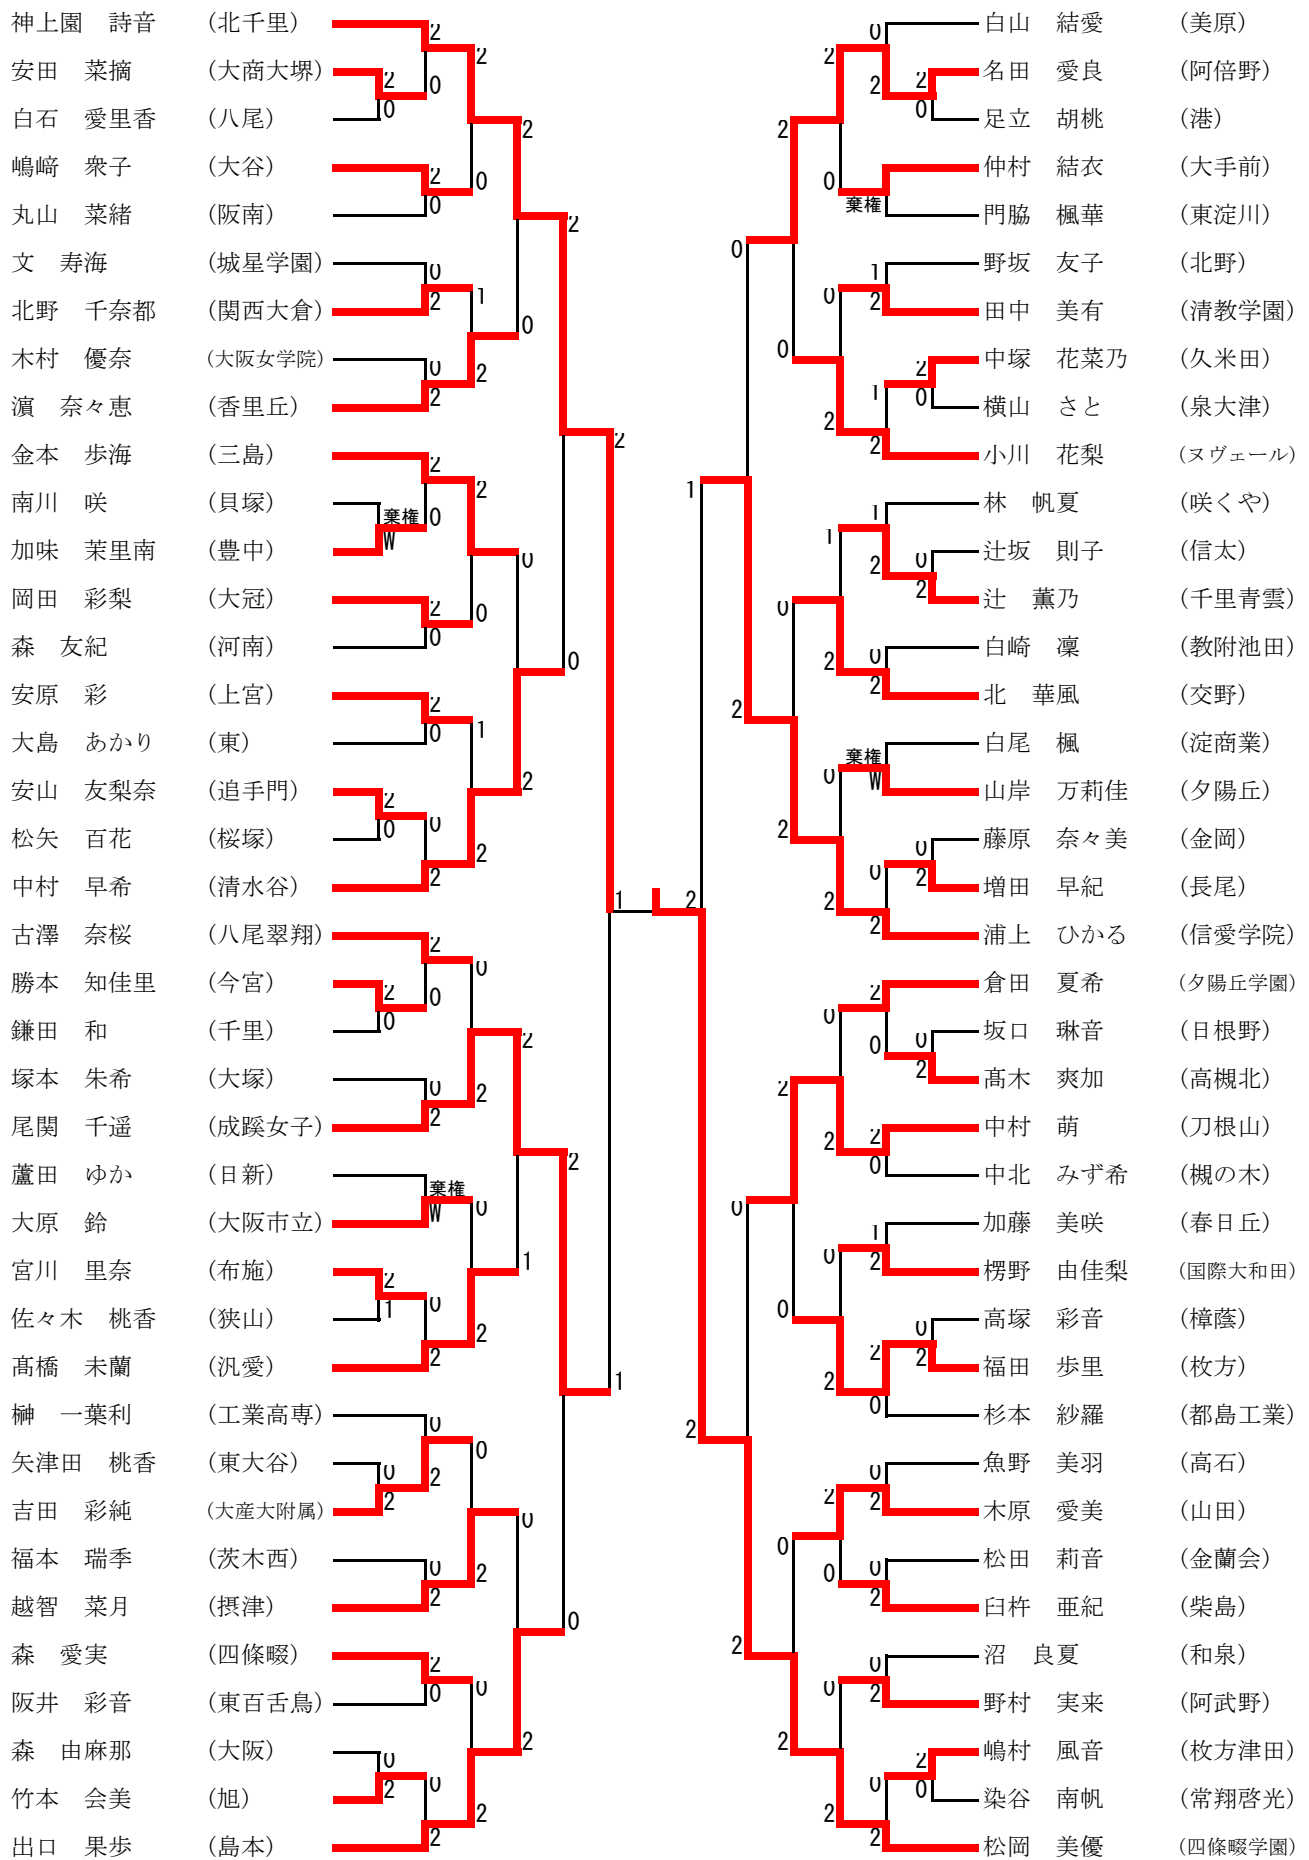 神上園　詩音　(北千里)
安田　菜摘　(大商大堺)
白石　愛里香　(八尾)
嶋﨑　衆子　(大谷)
丸山　菜緒　(阪南)
文　寿海　(城星学園)
北野　千奈都　(関西大倉)
木村　優奈　(大阪女学院)
濵　奈々恵　(香里丘)
金本　歩海　(三島)
南川　咲　(貝塚)
棄権
加味　茉里南　(豊中)
W
岡田　彩梨　(大冠)
森　友紀　(河南)
安原　彩　(上宮)
大島　あかり　(東)
安山　友梨奈　(追手門)
松矢　百花　(桜塚)
中村　早希　(清水谷)
古澤　奈桜　(八尾翠翔)
勝本　知佳里　(今宮)
鎌田　和　(千里)
塚本　朱希　(大塚)
尾関　千遥　(成蹊女子)
蘆田　ゆか　(日新)
棄権
大原　鈴　(大阪市立)
W
宮川　里奈　(布施)
佐々木　桃香　(狭山)
髙橋　未蘭　(汎愛)
榊　一葉利　(工業高専)
矢津田　桃香　(東大谷)
吉田　彩純　(大産大附属)
福本　瑞季　(茨木西)
越智　菜月　(摂津)
森　愛実　(四條畷)
阪井　彩音　(東百舌鳥)
森　由麻那　(大阪)
竹本　会美　(旭)
出口　果歩　(島本)
白山　結愛　(美原)
名田　愛良　(阿倍野)
足立　胡桃　(港)
仲村　結衣　(大手前)
棄権
門脇　楓華　(東淀川)
野坂　友子　(北野)
田中　美有　(清教学園)
中塚　花菜乃　(久米田)
横山　さと　(泉大津)
小川　花梨　(ヌヴェール)
林　帆夏　(咲くや)
辻坂　則子　(信太)
辻　薫乃　(千里青雲)
白崎　凜　(教附池田)
北　華風　(交野)
白尾　楓　(淀商業)
棄権
山岸　万莉佳　(夕陽丘)
W
藤原　奈々美　(金岡)
増田　早紀　(長尾)
浦上　ひかる　(信愛学院)
倉田　夏希　(夕陽丘学園)
坂口　琳音　(日根野)
髙木　爽加　(高槻北)
中村　萌　(刀根山)
中北　みず希　(槻の木)
加藤　美咲　(春日丘)
楞野　由佳梨　(国際大和田)
高塚　彩音　(樟蔭)
福田　歩里　(枚方)
杉本　紗羅　(都島工業)
魚野　美羽　(高石)
木原　愛美　(山田)
松田　莉音　(金蘭会)
臼杵　亜紀　(柴島)
沼　良夏　(和泉)
野村　実来　(阿武野)
嶋村　風音　(枚方津田)
染谷　南帆　(常翔啓光)
松岡　美優　(四條畷学園)